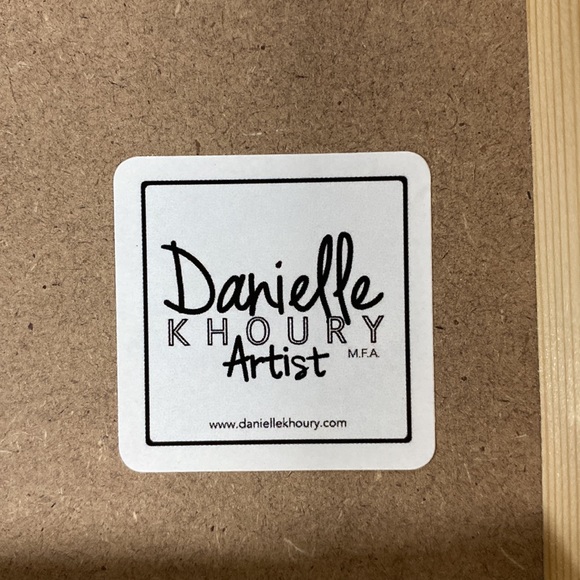 Danielle
KHOURY
Artist
M.F.A.
www.daniellekhoury.com